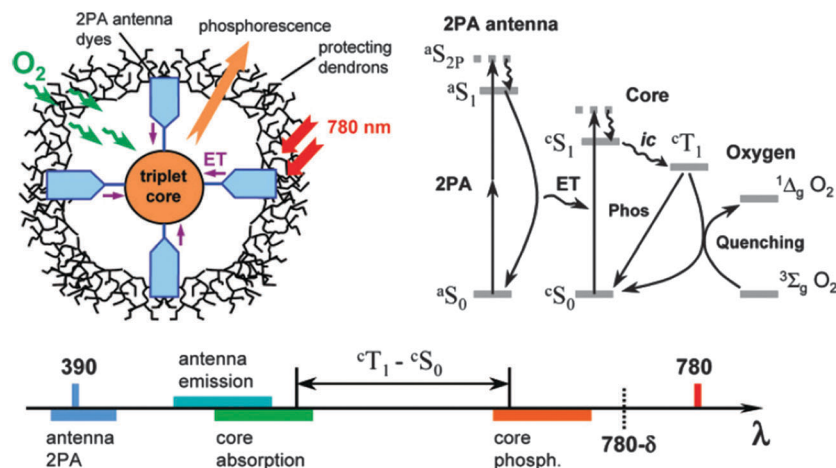 2PA antenna
dyes
phosphorescence
protecting
dendrons
O₂
780 nm
ET
triplet
core
2PA antenna
ᵃS₂P
ᵃS₁
2PA
ᵃS₀
ET
Core
ᶜS₁
ic
ᶜT₁
Phos
ᶜS₀
Oxygen
¹Δg O₂
Quenching
³Σg O₂
390
antenna
emission
ᶜT₁ - ᶜS₀
780
antenna
2PA
core
absorption
core
phosph.
780-δ
λ